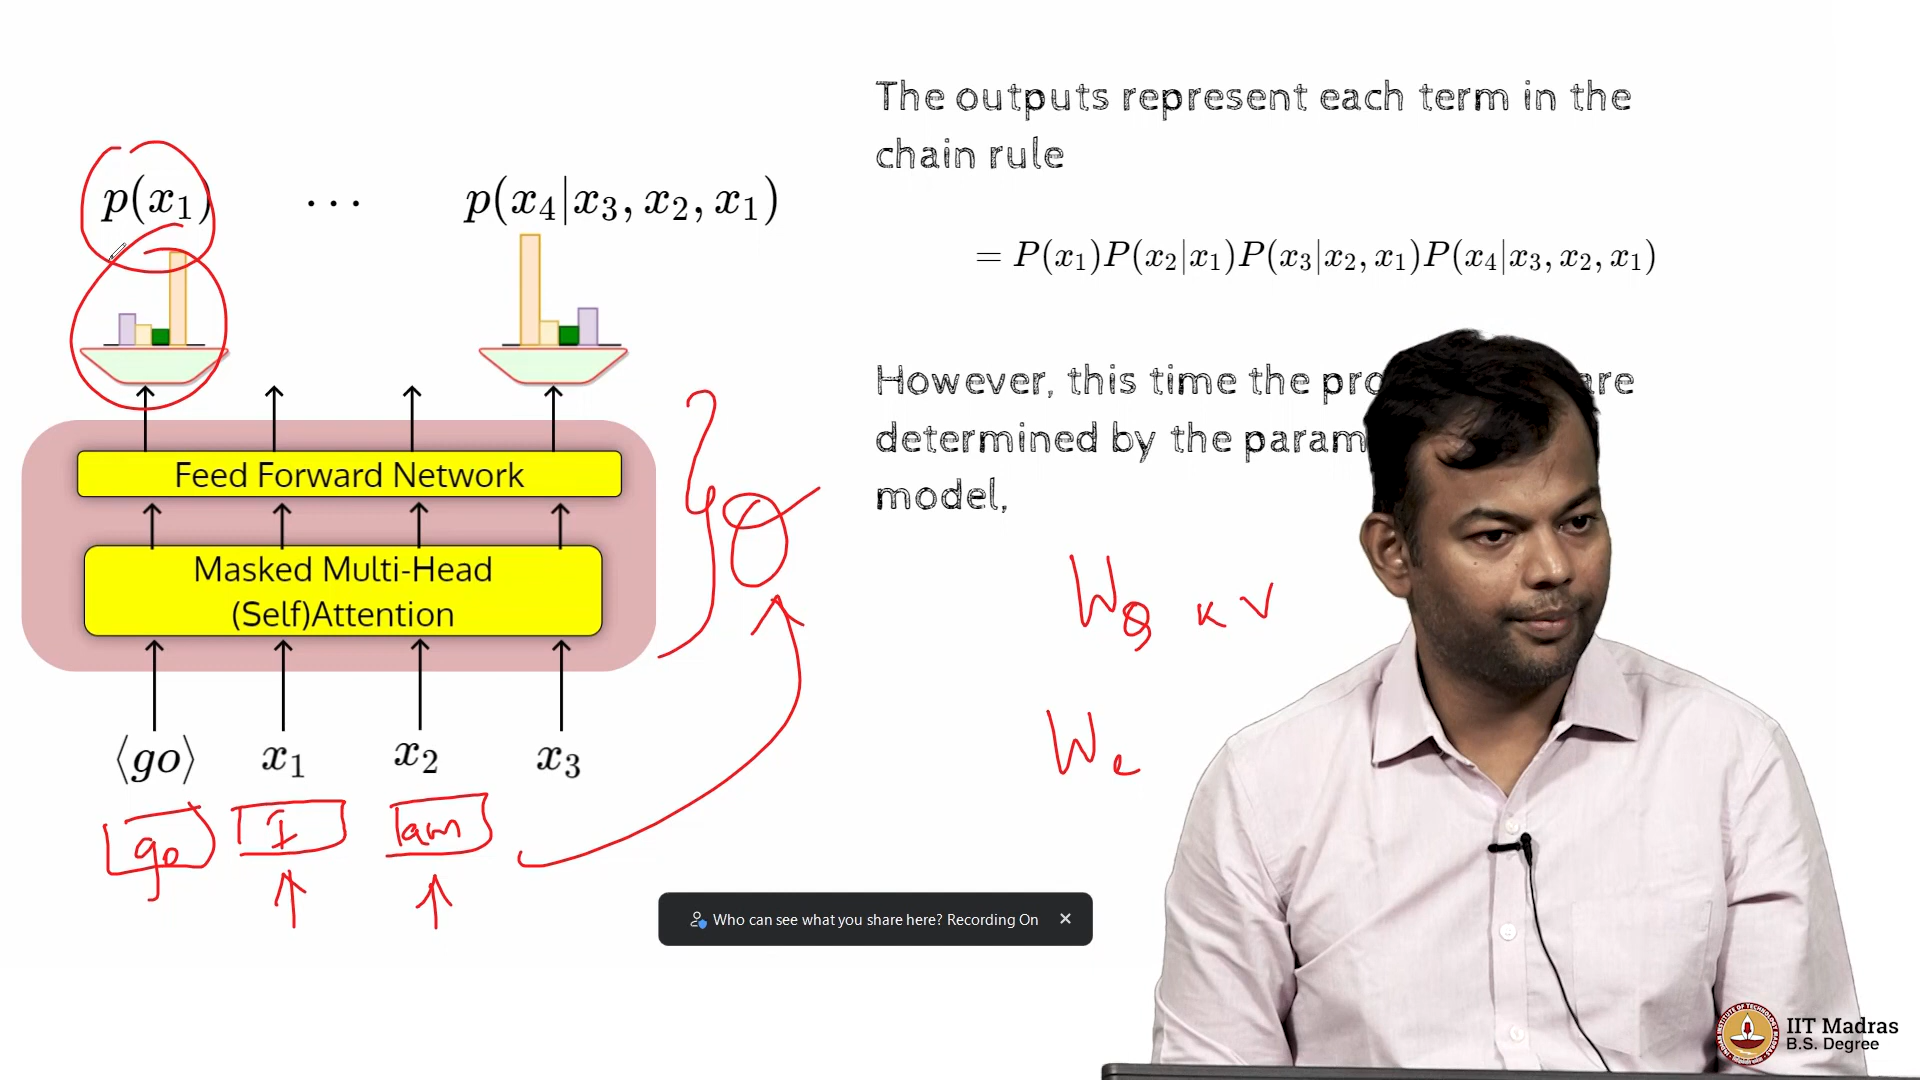 The outputs represent each term in the
chain rule
p(x₁) ... p(x₄|x₃, x₂, x₁)
= P(x₁)P(x₂|x₁)P(x₃|x₂, x₁)P(x₄|x₃, x₂, x₁)
However, this time the pro are
determined by the param
model,
Feed Forward Network
Masked Multi-Head
(Self)Attention
θ
W_Q K V
W_e
⟨go⟩ x₁ x₂ x₃
go I am
Who can see what you share here? Recording On
IIT Madras
B.S. Degree